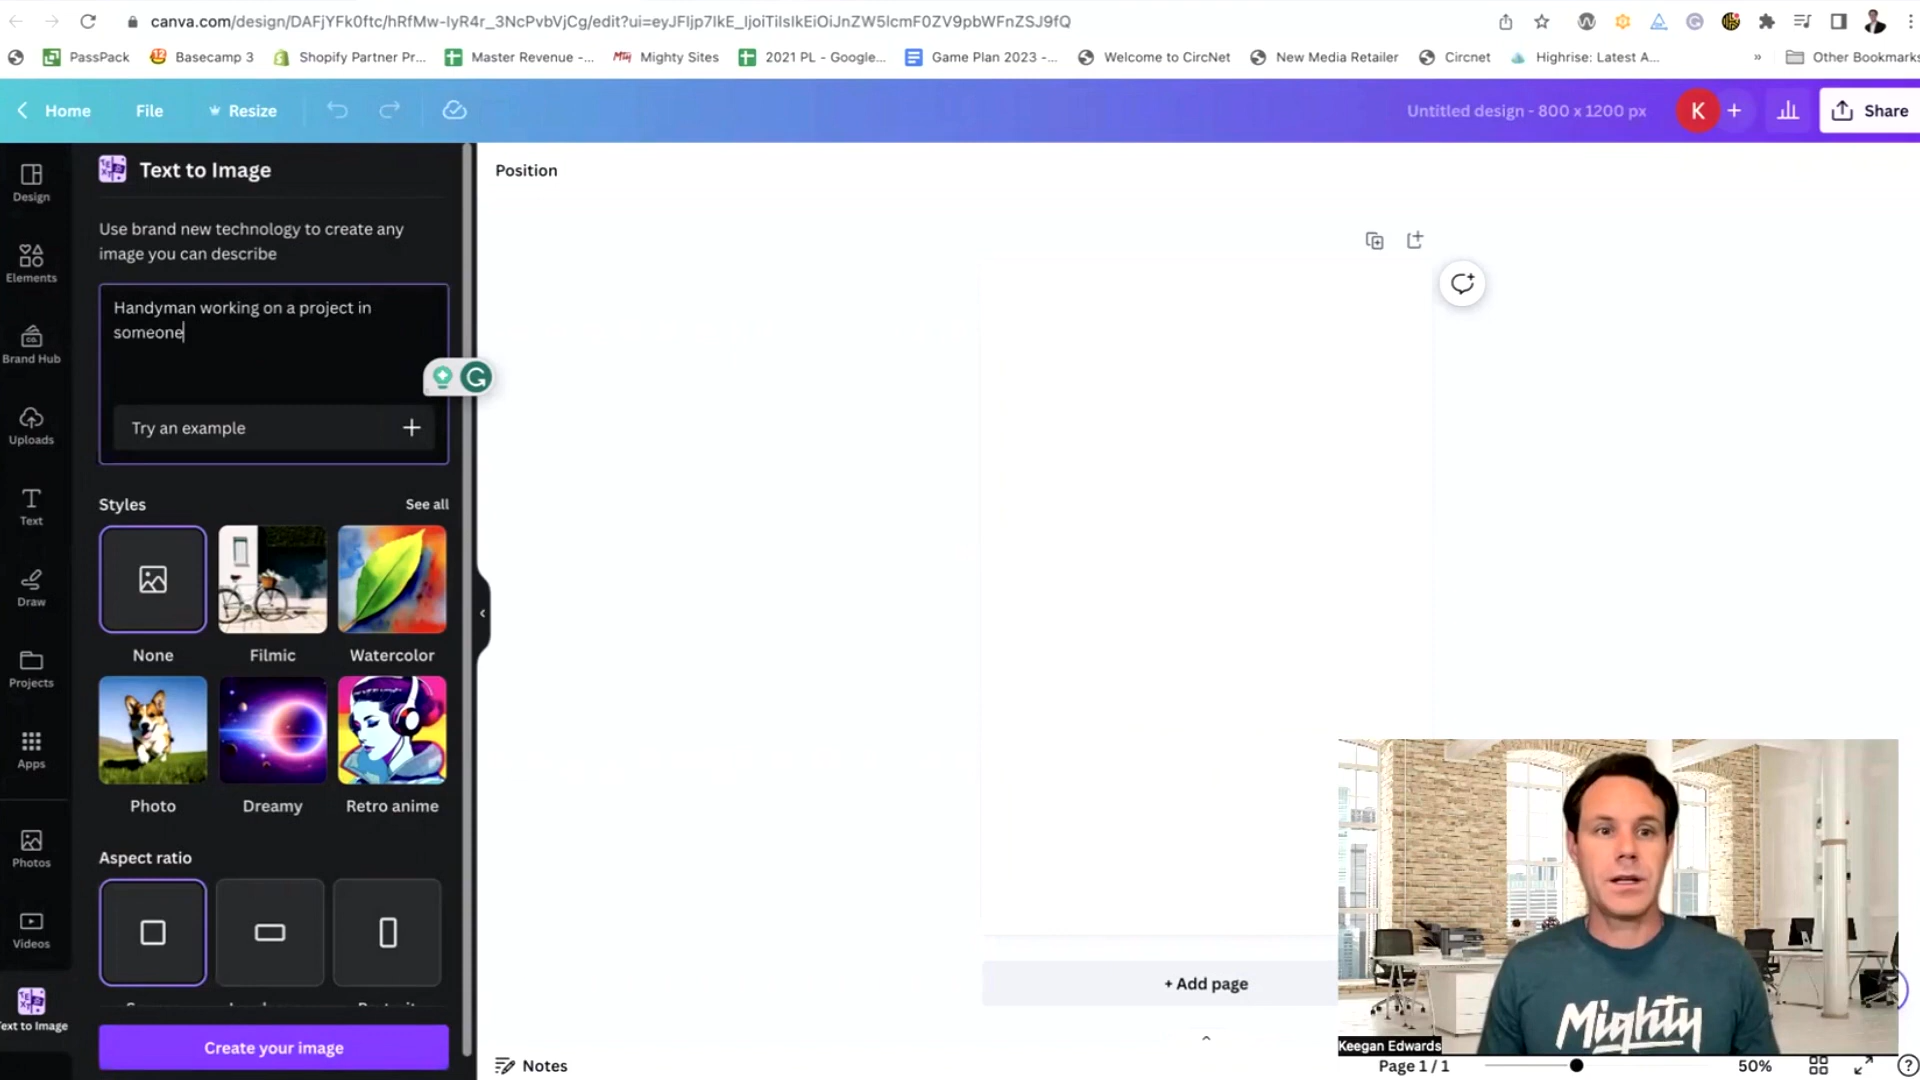 canva.com/design/DAFjYFk0ftc/hRfMw-IyR4r_3NcPvbVjCg/edit?ui=eyJFIjp7IkE_IjoiTiIsIkEiOiJnZW5lcmF0ZV9pbWFnZSJ9fQ
PassPack
12
Basecamp 3
Shopify Partner Pr...
Master Revenue -...
Mighty Sites
2021 PL - Google...
Game Plan 2023 -...
Welcome to CircNet
New Media Retailer
Circnet
Highrise: Latest A...
»
Other Bookmarks
Home
File
Resize
Untitled design - 800 x 1200 px
K
Share
Design
Elements
Brand Hub
Uploads
Text
Draw
Projects
Apps
Photos
Videos
Text to Image
Text to Image
Use brand new technology to create any
image you can describe
Handyman working on a project in
someone
Try an example
Styles
See all
None
Filmic
Watercolor
Photo
Dreamy
Retro anime
Aspect ratio
Create your image
Position
+ Add page
Mighty
Keegan Edwards
Notes
Page 1 / 1
50%